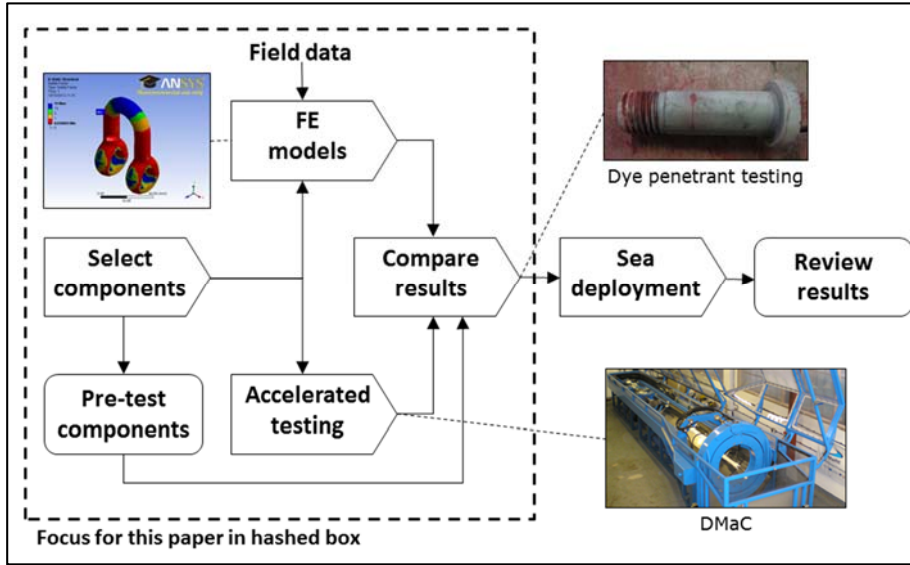 Field data
ANSYS
FE
models
Dye penetrant testing
Select
components
Compare
results
Sea
deployment
Review
results
Pre-test
components
Accelerated
testing
DMaC
Focus for this paper in hashed box